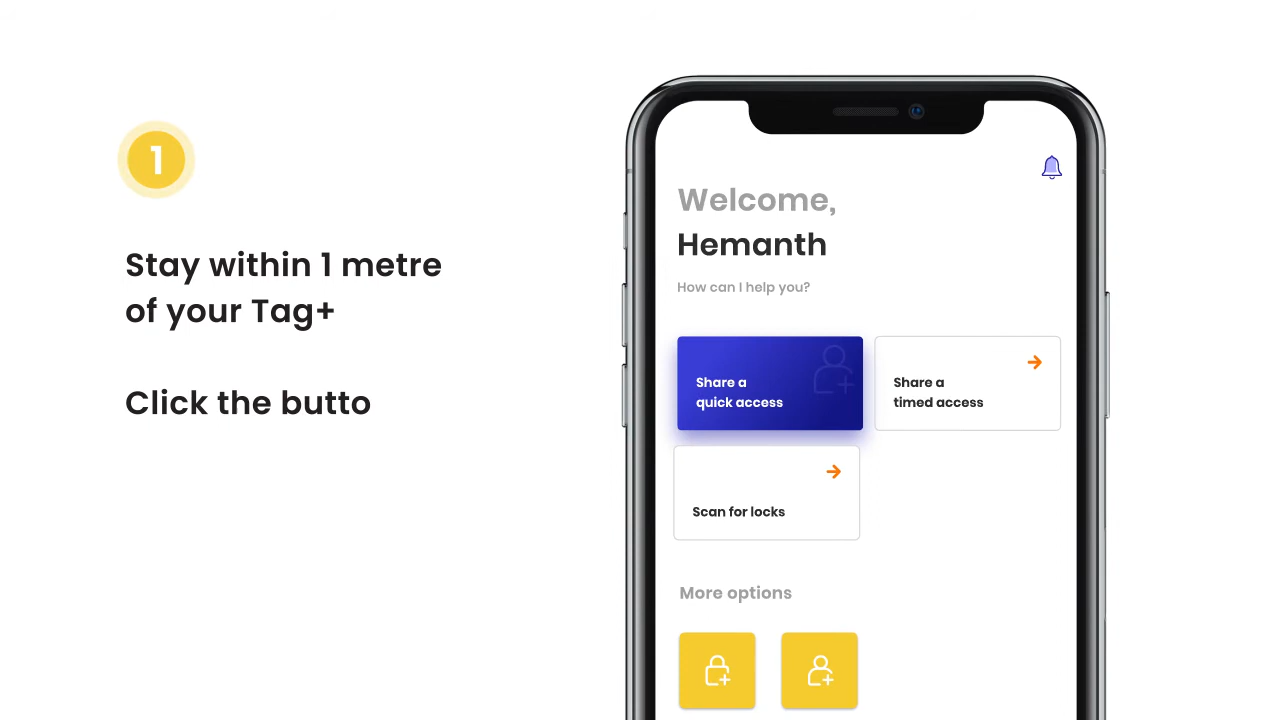 1
Stay within 1 metre
of your Tag+
Click the butto
Welcome,
Hemanth
How can I help you?
Share a
quick access
Share a
timed access
Scan for locks
More options